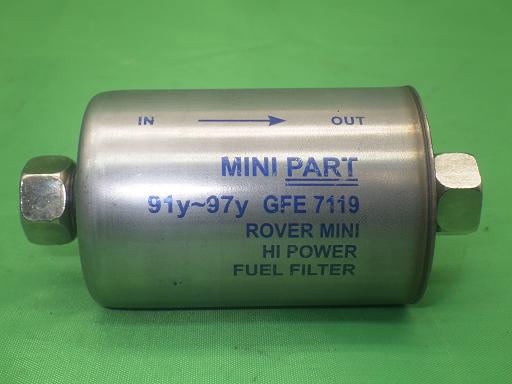 IN OUT
MINI PART
91y~97y GFE 7119
ROVER MINI
HI POWER
FUEL FILTER